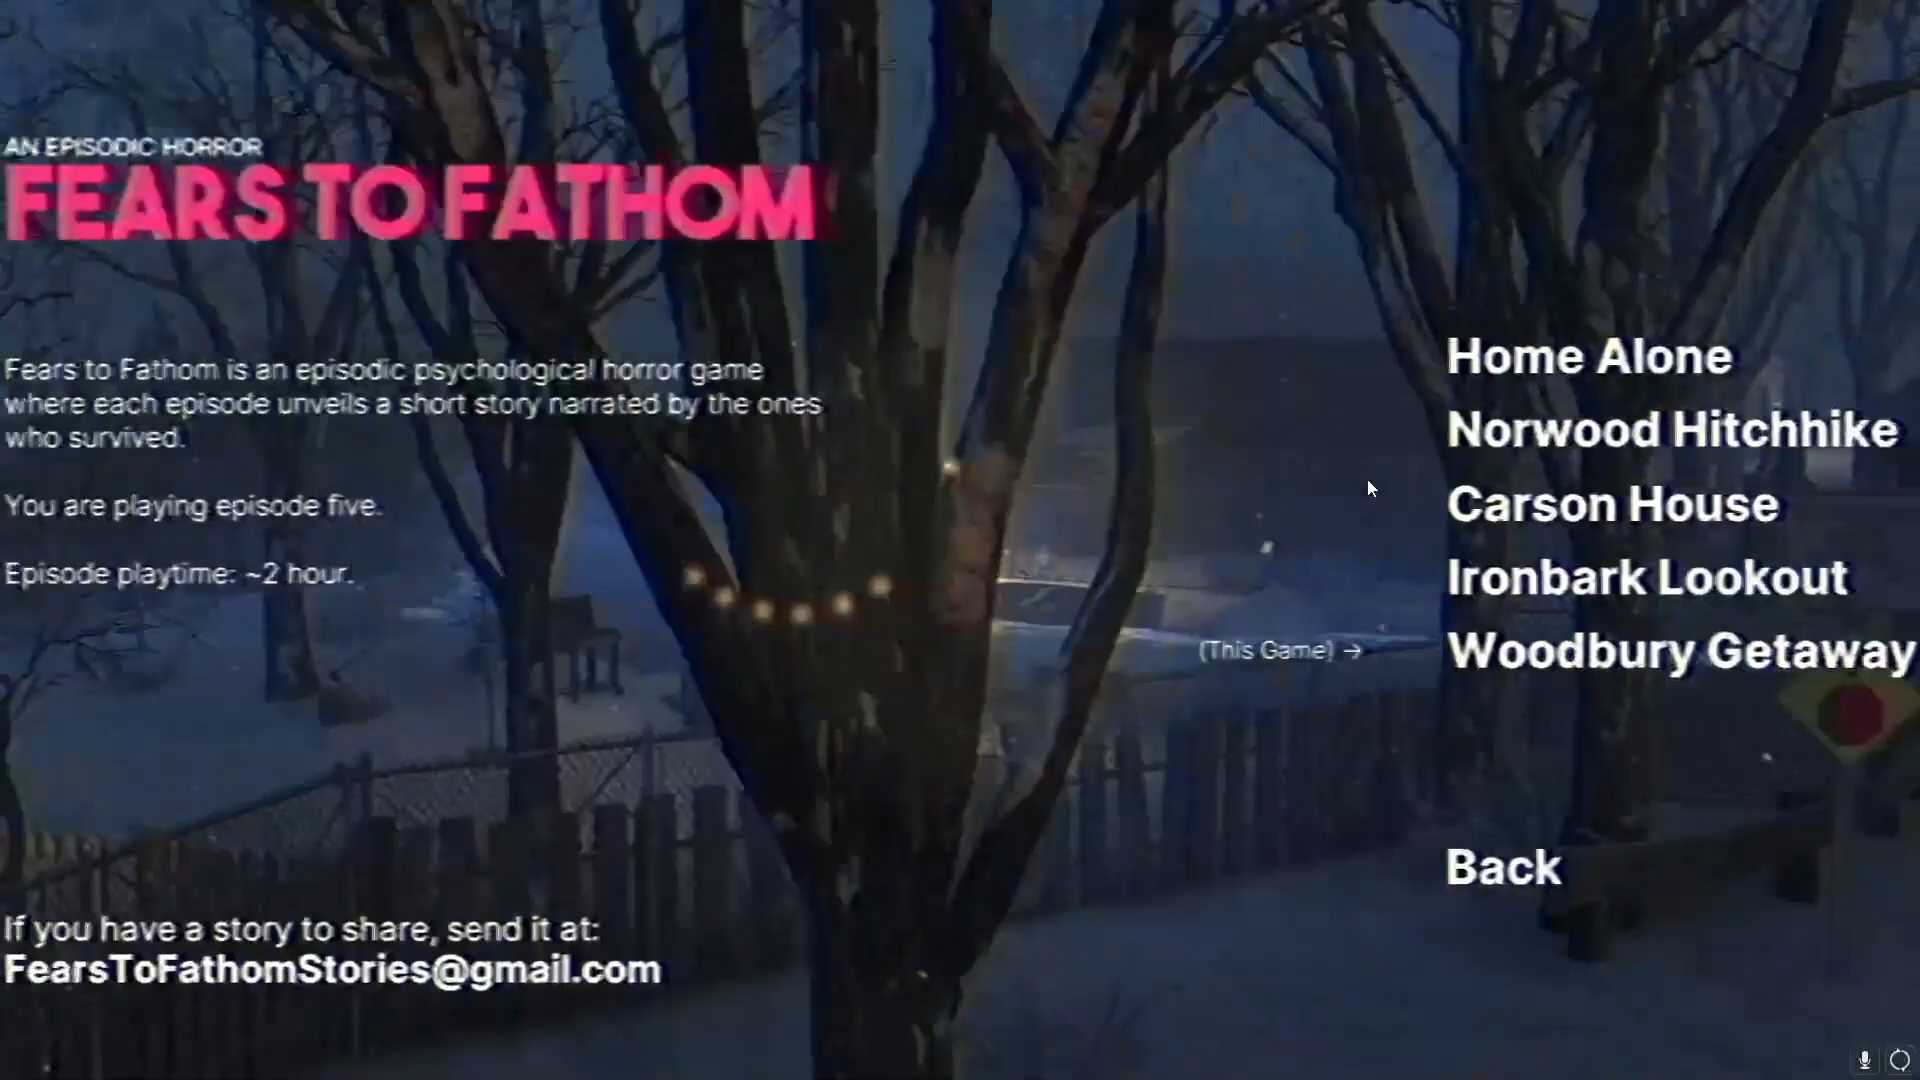 AN EPISODIC HORROR
FEARS TO FATHOM
Fears to Fathom is an episodic psychological horror game
where each episode unveils a short story narrated by the ones
who survived.
You are playing episode five.
Episode playtime: ~2 hour.
If you have a story to share, send it at:
FearsToFathomStories@gmail.com
Home Alone
Norwood Hitchhike
Carson House
Ironbark Lookout
(This Game) → Woodbury Getaway
Back